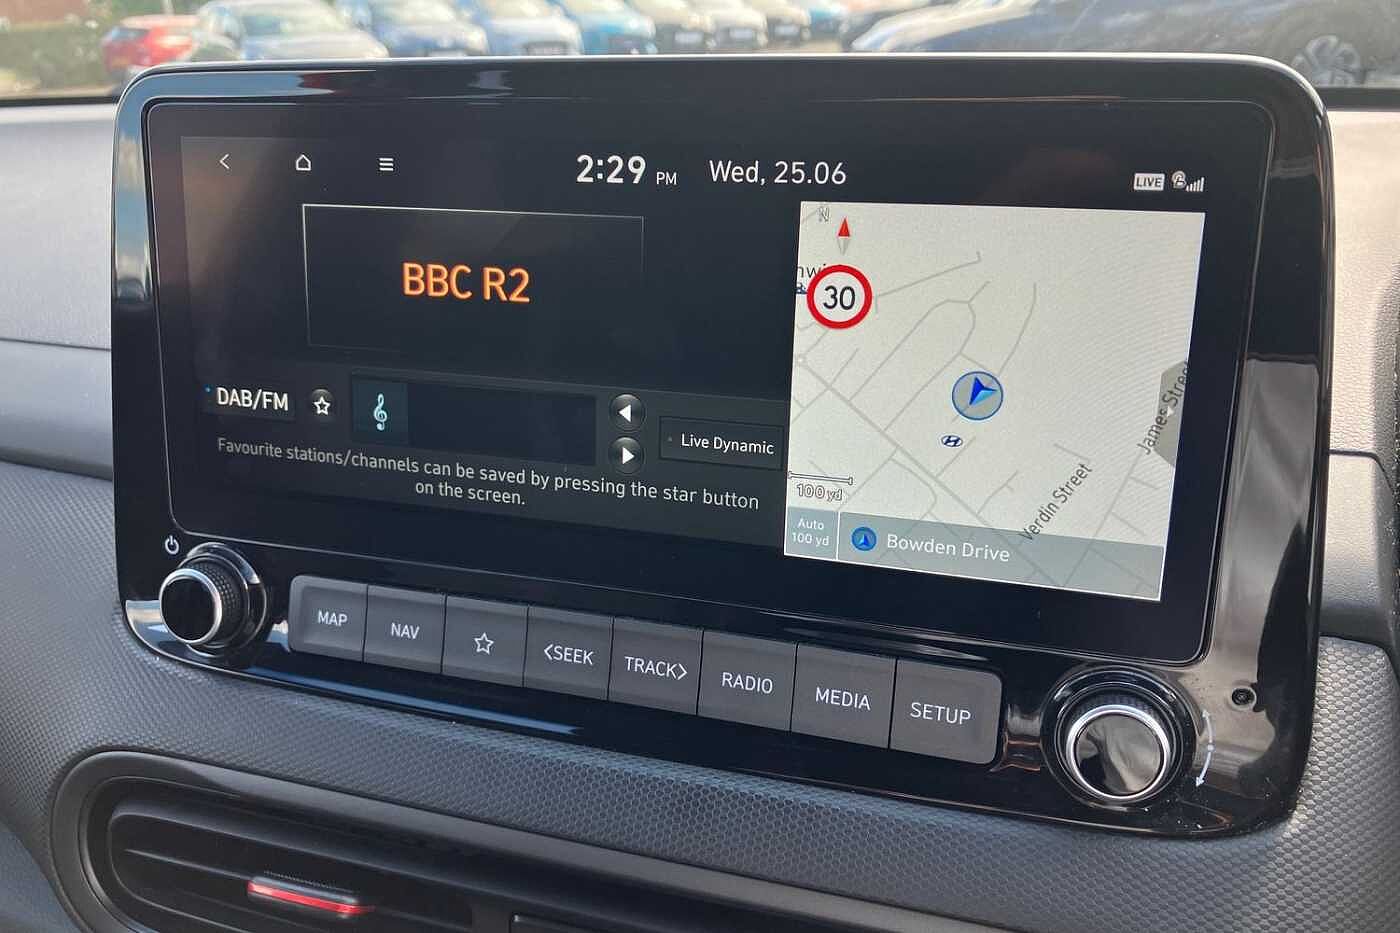 2:29 PM Wed, 25.06
LIVE
BBC R2
N
30
DAB/FM
Live Dynamic
Favourite stations/channels can be saved by pressing the star button
on the screen.
James Street
Verdin Street
100 yd
Auto
100 yd
Bowden Drive
MAP
NAV
<SEEK
TRACK>
RADIO
MEDIA
SETUP